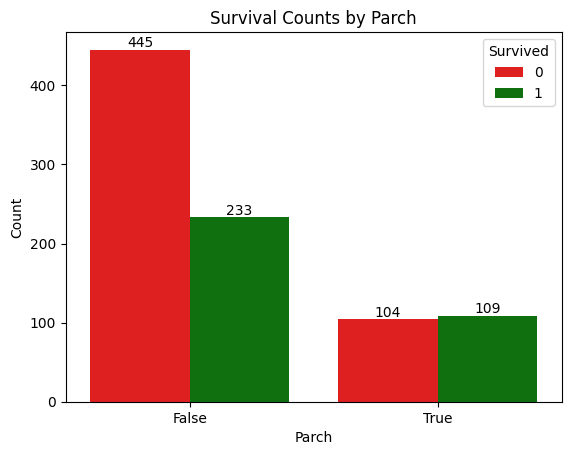 Survival Counts by Parch
Survived
0
1
445
233
104
109
400
300
200
100
0
Count
False
True
Parch